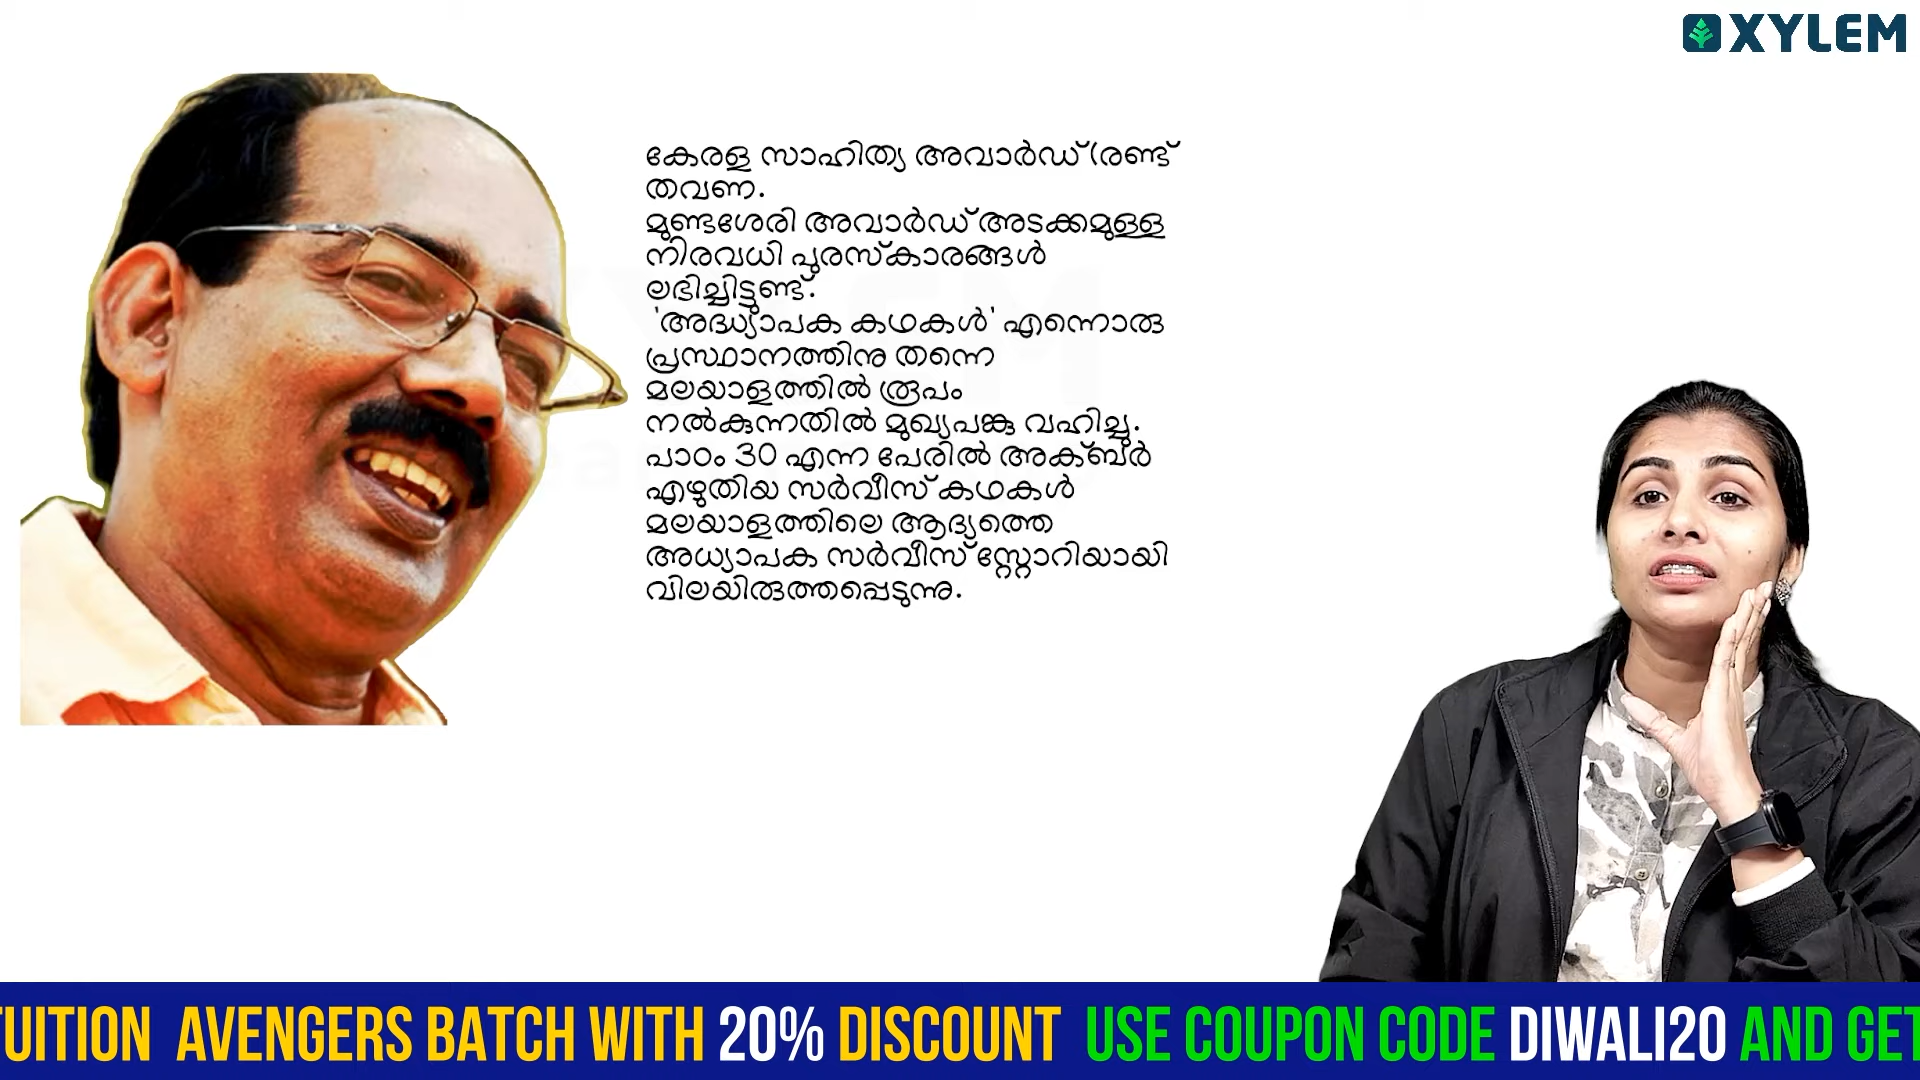 XYLEM
കേരള സാഹിത്യ അവാർഡ് (രണ്ട്
തവണ.
മുണ്ടശേരി അവാർഡ് അടക്കമുള്ള
നിരവധി പുരസ്കാരങ്ങൾ
ലഭിച്ചിട്ടുണ്ട്.
'അദ്ധ്യാപക കഥകൾ' എന്നൊരു
പ്രസ്ഥാനത്തിനു തന്നെ
മലയാളത്തിൽ രൂപം
നൽകുന്നതിൽ മുഖ്യപങ്കു വഹിച്ചു.
പാഠം 30 എന്ന പേരിൽ അക്ബർ
എഴുതിയ സർവീസ് കഥകൾ
മലയാളത്തിലെ ആദ്യത്തെ
അധ്യാപക സർവീസ് സ്റ്റോറിയായി
വിലയിരുത്തപ്പെടുന്നു.
TUITION AVENGERS BATCH WITH 20% DISCOUNT USE COUPON CODE DIWALI20 AND GET